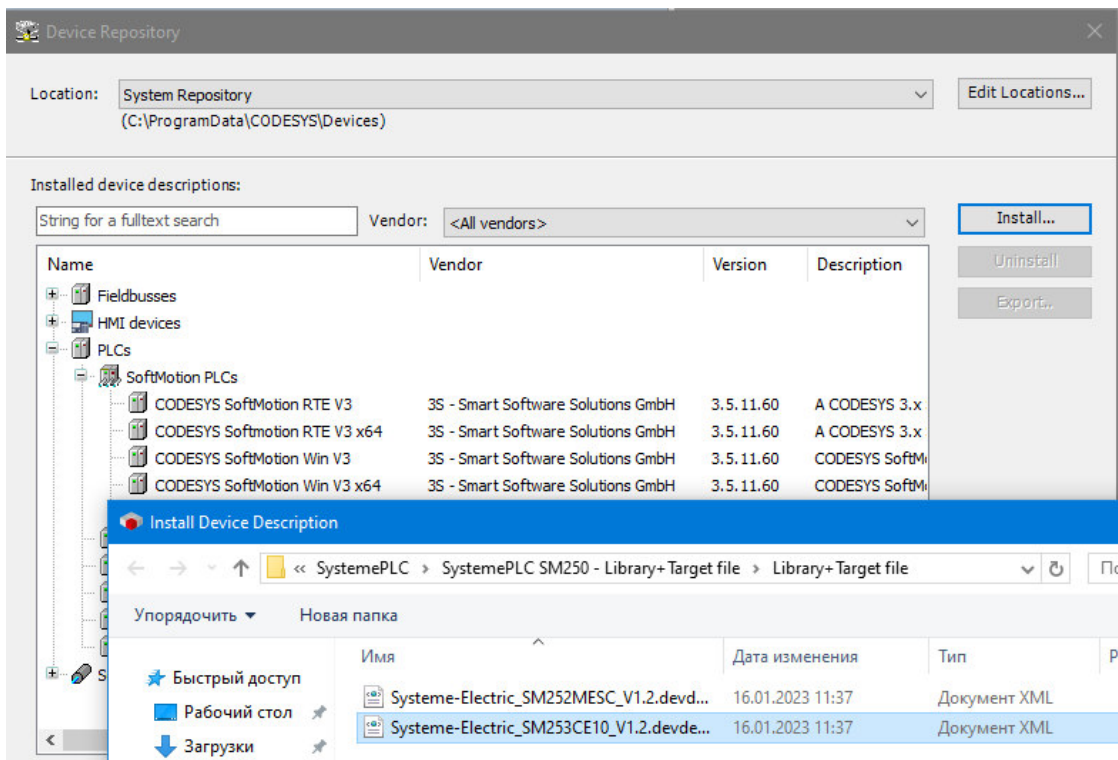 Device Repository
Location: System Repository Edit Locations...
(C:\ProgramData\CODESYS\Devices)
Installed device descriptions:
String for a fulltext search Vendor: <All vendors> Install...
Name Vendor Version Description Uninstall
Fieldbusses Export...
HMI devices
PLCs
SoftMotion PLCs
CODESYS SoftMotion RTE V3 3S - Smart Software Solutions GmbH 3.5.11.60 A CODESYS 3.x
CODESYS Softmotion RTE V3 x64 3S - Smart Software Solutions GmbH 3.5.11.60 A CODESYS 3.x
CODESYS SoftMotion Win V3 3S - Smart Software Solutions GmbH 3.5.11.60 CODESYS SoftM
CODESYS SoftMotion Win V3 x64 3S - Smart Software Solutions GmbH 3.5.11.60 CODESYS SoftM
Install Device Description
« SystemePLC > SystemePLC SM250 - Library+Target file > Library+Target file
Упорядочить Новая папка
Имя Дата изменения Тип
Быстрый доступ
Systeme-Electric_SM252MESC_V1.2.devd... 16.01.2023 11:37 Документ XML
Рабочий стол
Systeme-Electric_SM253CE10_V1.2.devde... 16.01.2023 11:37 Документ XML
Загрузки